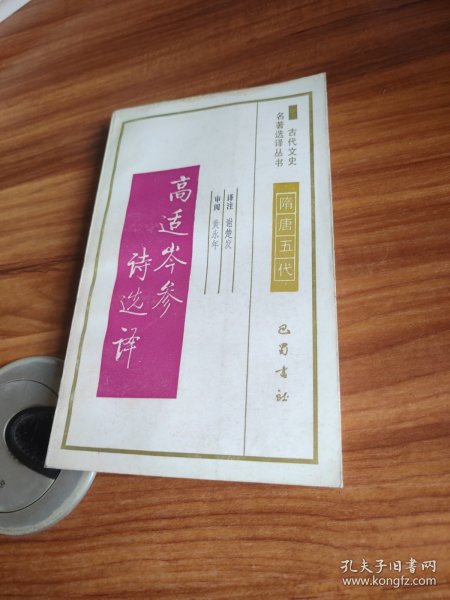 古代文史
名著选译丛书
隋唐五代
巴蜀书社
译注 谢楚发
审阅 黄永年
高适岑参
诗选译
孔夫子旧书网
www.kongfz.com